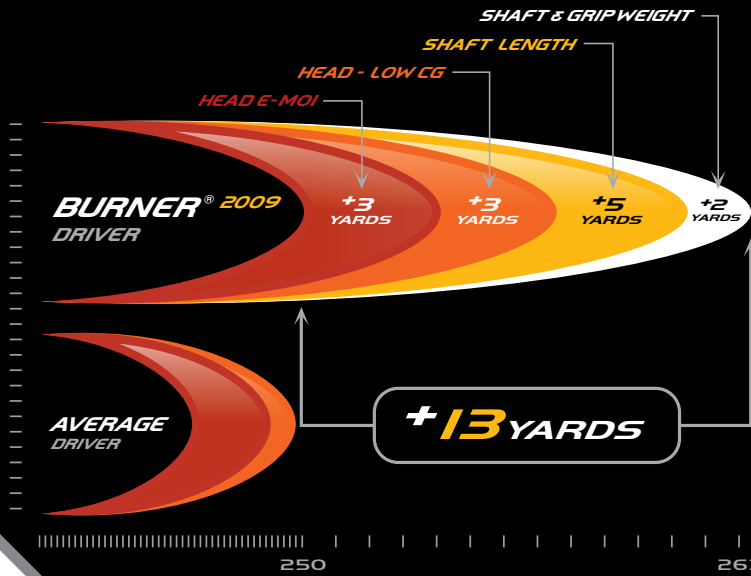 SHAFT & GRIP WEIGHT
SHAFT LENGTH
HEAD - LOW CG
HEAD E-MOI
BURNER® 2009
DRIVER
+3
YARDS
+3
YARDS
+5
YARDS
+2
YARDS
AVERAGE
DRIVER
+13 YARDS
250